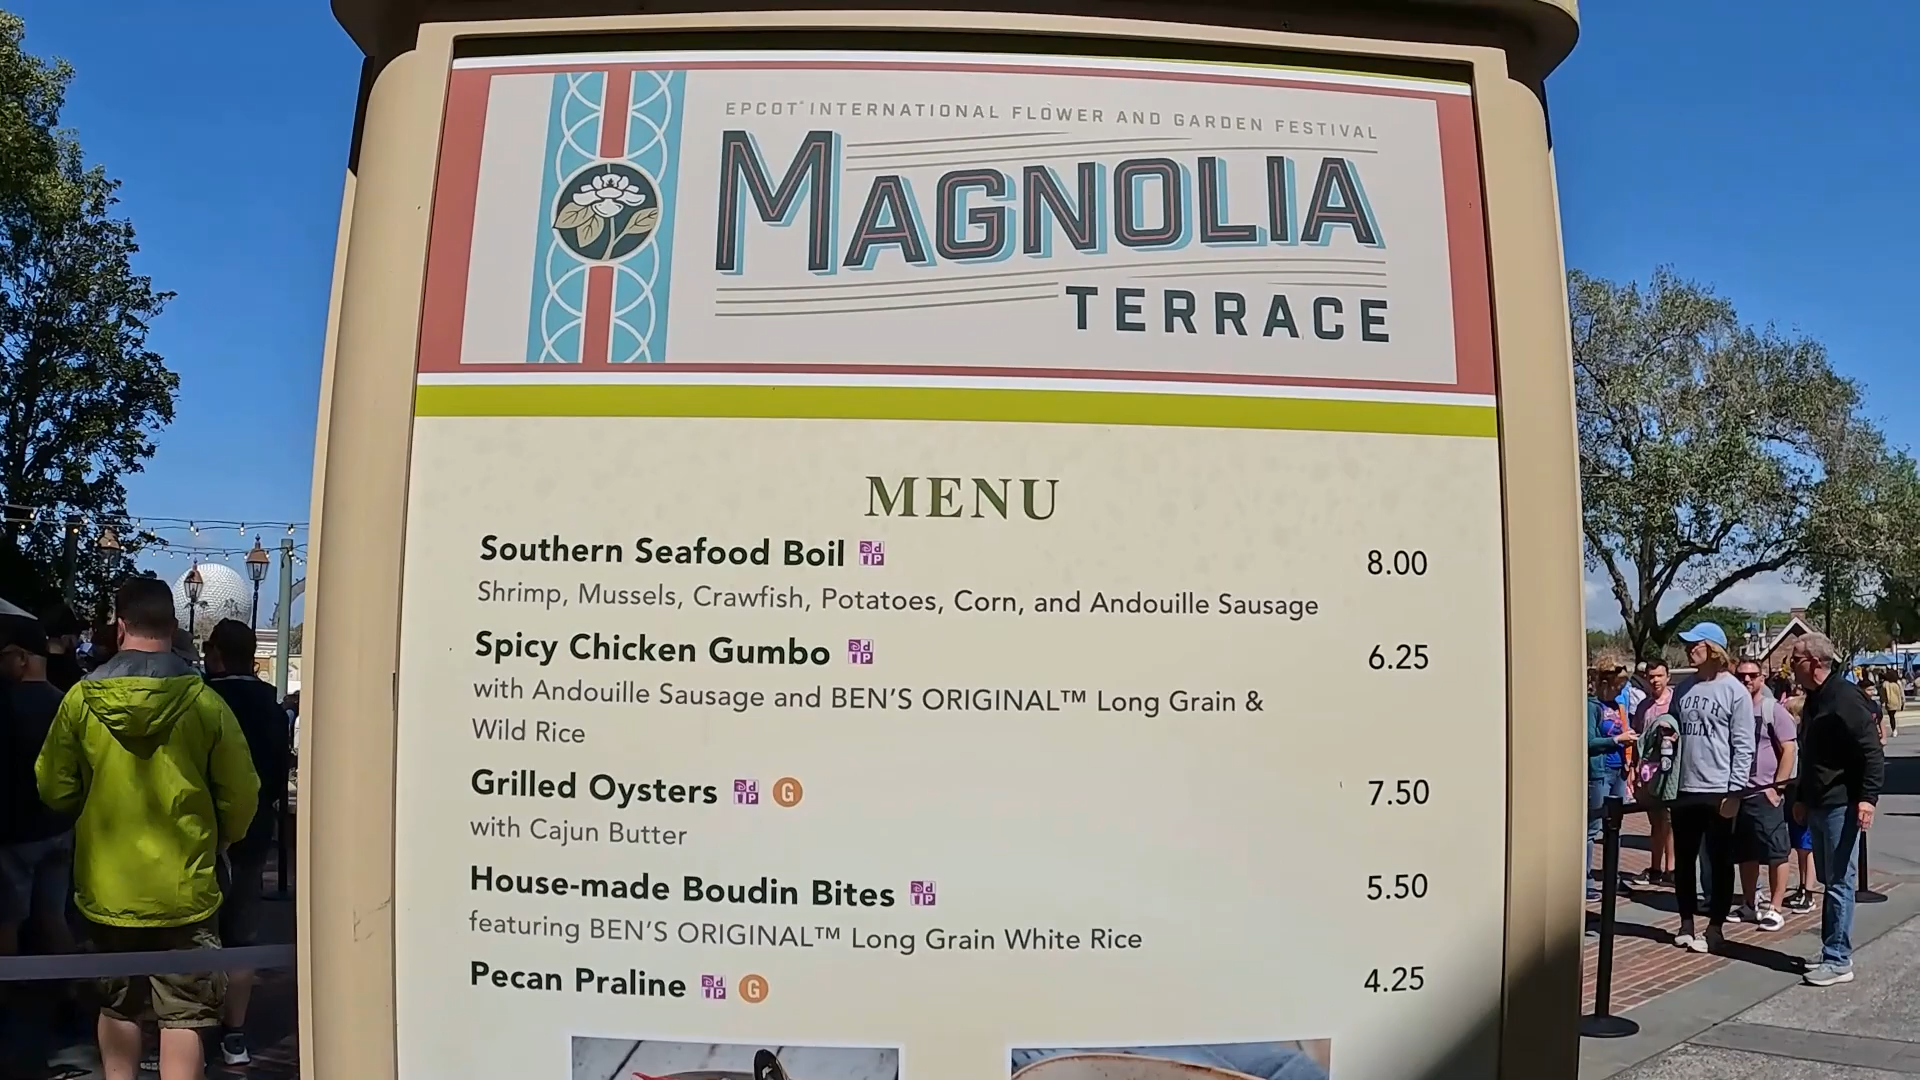 EPCOT® INTERNATIONAL FLOWER AND GARDEN FESTIVAL
MAGNOLIA
TERRACE
MENU
Southern Seafood Boil 8.00
Shrimp, Mussels, Crawfish, Potatoes, Corn, and Andouille Sausage
Spicy Chicken Gumbo 6.25
with Andouille Sausage and BEN'S ORIGINAL™ Long Grain &
Wild Rice
Grilled Oysters G 7.50
with Cajun Butter
House-made Boudin Bites 5.50
featuring BEN'S ORIGINAL™ Long Grain White Rice
Pecan Praline G 4.25